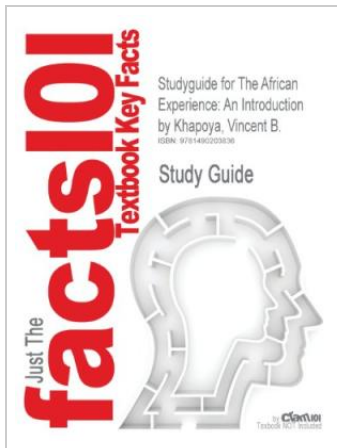 Just The
facts101
Textbook Key Facts
Studyguide for The African
Experience: An Introduction
by Khapoya, Vincent B.
ISBN: 9781490203836
Study Guide
by Cram101
Textbook NOT Included